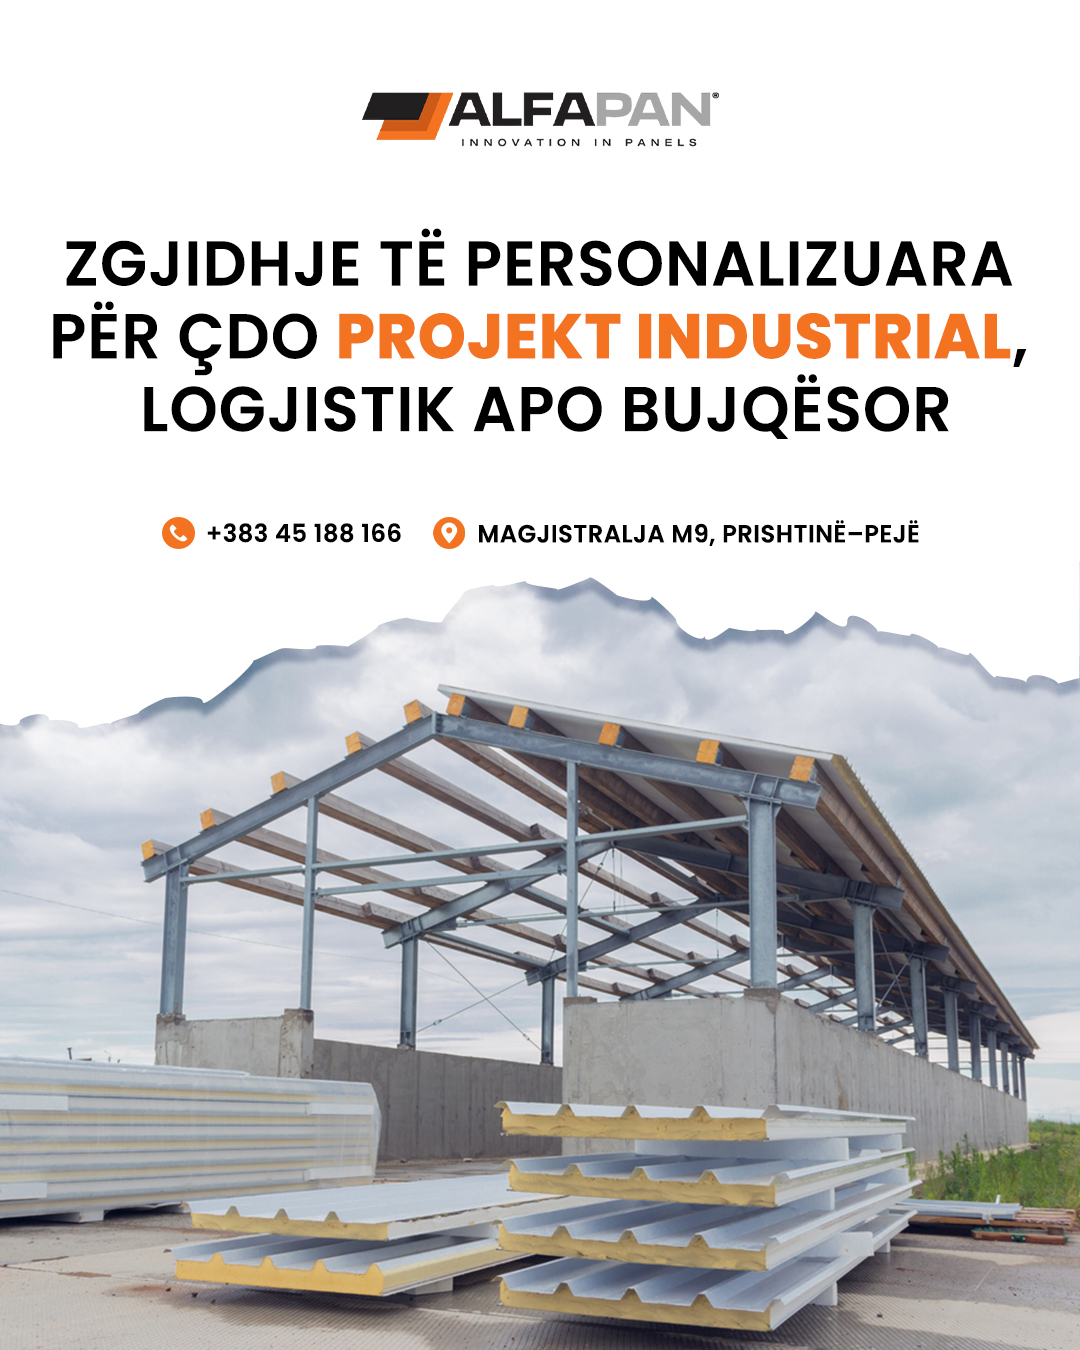 ALFAPAN®
INNOVATION IN PANELS
ZGJIDHJE TË PERSONALIZUARA
PËR ÇDO PROJEKT INDUSTRIAL,
LOGJISTIK APO BUJQËSOR
+383 45 188 166
MAGJISTRALJA M9, PRISHTINË–PEJË